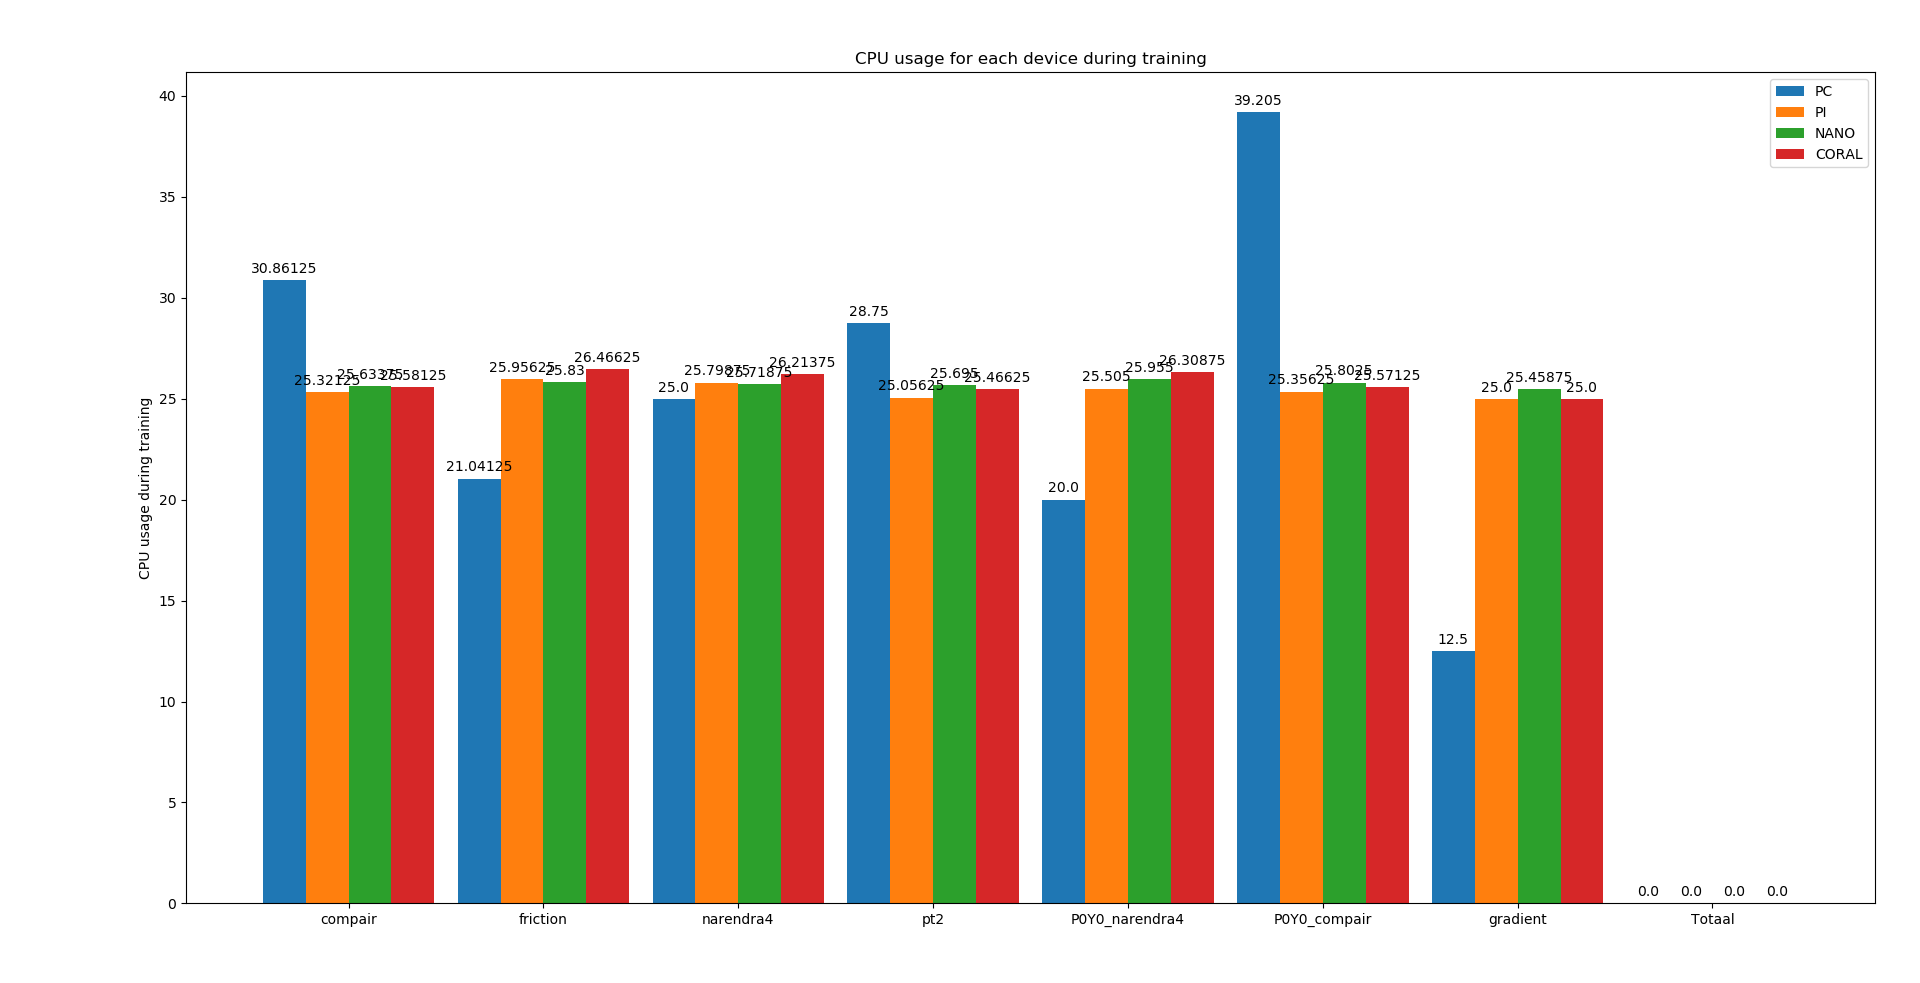 CPU usage for each device during training
PC
PI
NANO
CORAL
CPU usage during training
40
35
30
25
20
15
10
5
0
30.86125
25.32125
25.63375
25.58125
21.04125
25.95625
25.83
26.46625
25.0
25.79875
25.71875
26.21375
28.75
25.05625
25.695
25.46625
20.0
25.505
25.955
26.30875
39.205
25.35625
25.8025
25.57125
12.5
25.0
25.45875
25.0
0.0
0.0
0.0
0.0
compair
friction
narendra4
pt2
P0Y0_narendra4
P0Y0_compair
gradient
Totaal